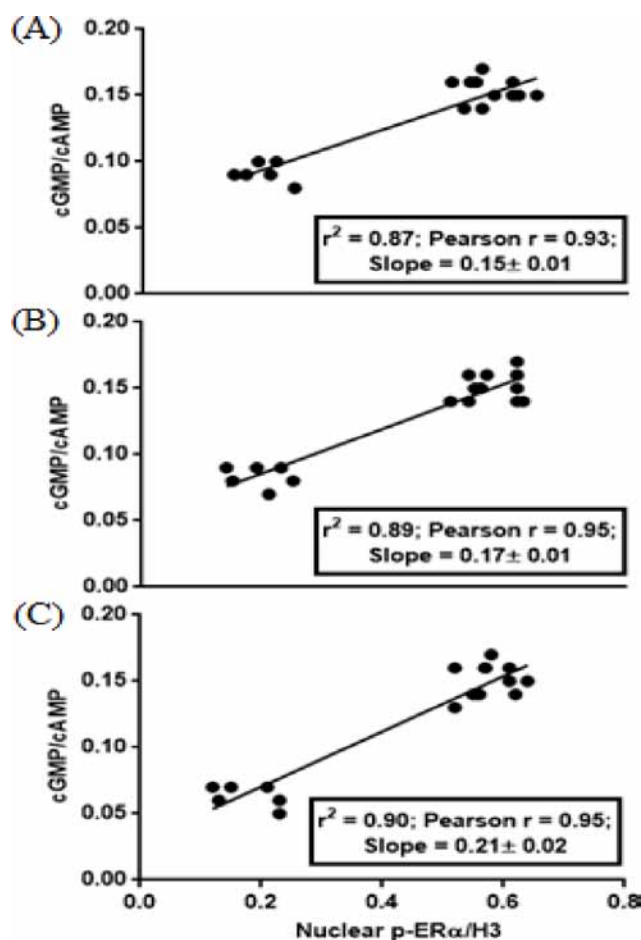 (A)
0.20
0.15
0.10
0.05
0.00
cGMP/cAMP
r² = 0.87; Pearson r = 0.93;
Slope = 0.15± 0.01
(B)
0.20
0.15
0.10
0.05
0.00
cGMP/cAMP
r² = 0.89; Pearson r = 0.95;
Slope = 0.17± 0.01
(C)
0.20
0.15
0.10
0.05
0.00
cGMP/cAMP
r² = 0.90; Pearson r = 0.95;
Slope = 0.21± 0.02
0.0 0.2 0.4 0.6 0.8
Nuclear p-ERα/H3